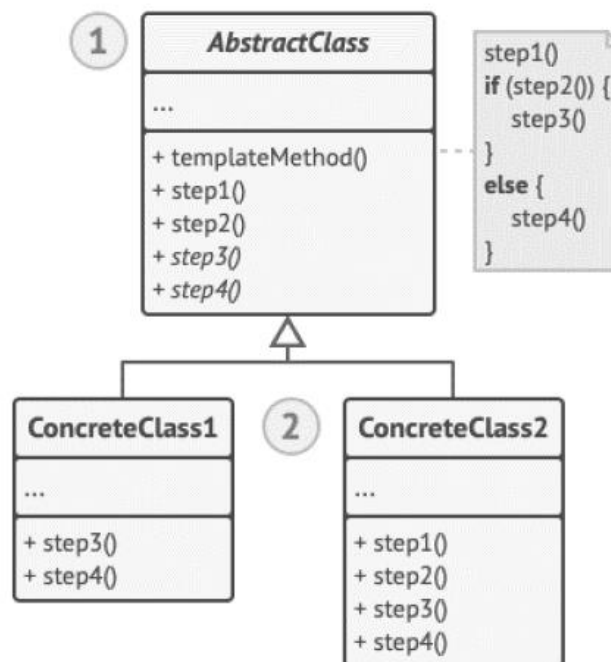 1
AbstractClass
...
+ templateMethod()
+ step1()
+ step2()
+ step3()
+ step4()
step1()
if (step2()) {
step3()
}
else {
step4()
}
ConcreteClass1
...
+ step3()
+ step4()
2
ConcreteClass2
...
+ step1()
+ step2()
+ step3()
+ step4()